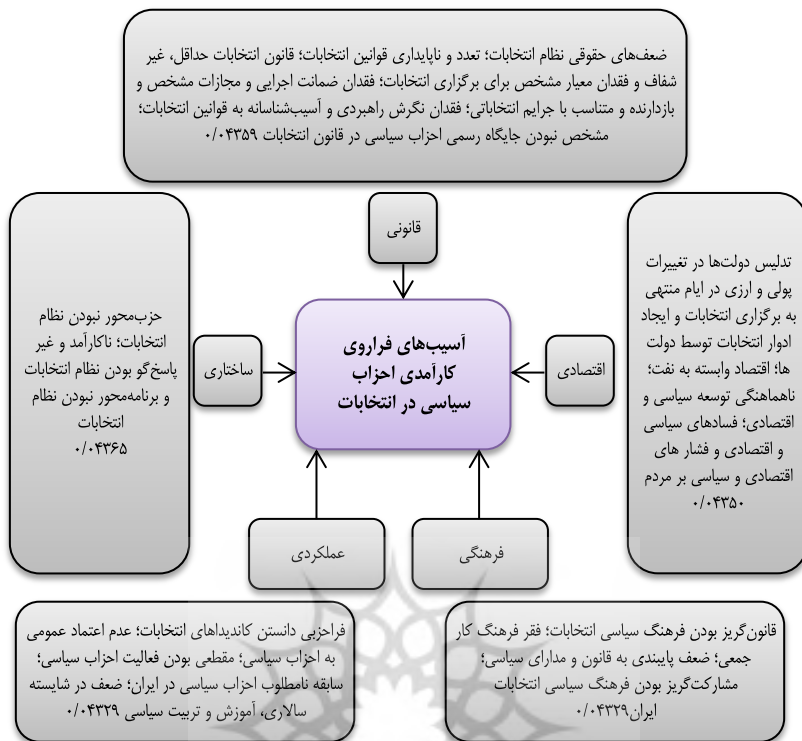 ضعف‌های حقوقی نظام انتخابات؛ تعدد و ناپایداری قوانین انتخابات؛ قانون انتخابات حداقل، غیر
شفاف و فقدان معیار مشخص برای برگزاری انتخابات؛ فقدان ضمانت اجرایی و مجازات مشخص و
بازدارنده و متناسب با جرایم انتخاباتی؛ فقدان نگرش راهبردی و آسیب‌شناسانه به قوانین انتخابات؛
مشخص نبودن جایگاه رسمی احزاب سیاسی در قانون انتخابات ۰/۰۴۳۵۹
قانونی
تدلیس دولت‌ها در تغییرات
پولی و ارزی در ایام منتهی
به برگزاری انتخابات و ایجاد
ادوار انتخابات توسط دولت
ها؛ اقتصاد وابسته به نفت؛
ناهماهنگی توسعه سیاسی و
اقتصادی؛ فسادهای سیاسی
و اقتصادی و فشار های
اقتصادی و سیاسی بر مردم
۰/۰۴۳۵۰
اقتصادی
آسیب‌های فراروی
کارآمدی احزاب
سیاسی در انتخابات
ساختاری
حزب‌محور نبودن نظام
انتخابات؛ ناکارآمد و غیر
پاسخ‌گو بودن نظام انتخابات
و برنامه‌محور نبودن نظام
انتخابات
۰/۰۴۳۶۵
فرهنگی
عملکردی
قانون‌گریز بودن فرهنگ سیاسی انتخابات؛ فقر فرهنگ کار
جمعی؛ ضعف پایبندی به قانون و مدارای سیاسی؛
مشارکت‌گریز بودن فرهنگ سیاسی انتخابات
ایران۰/۰۴۳۲۹
فراحزبی دانستن کاندیداهای انتخابات؛ عدم اعتماد عمومی
به احزاب سیاسی؛ مقطعی بودن فعالیت احزاب سیاسی؛
سابقه نامطلوب احزاب سیاسی در ایران؛ ضعف در شایسته
سالاری، آموزش و تربیت سیاسی ۰/۰۴۳۲۹